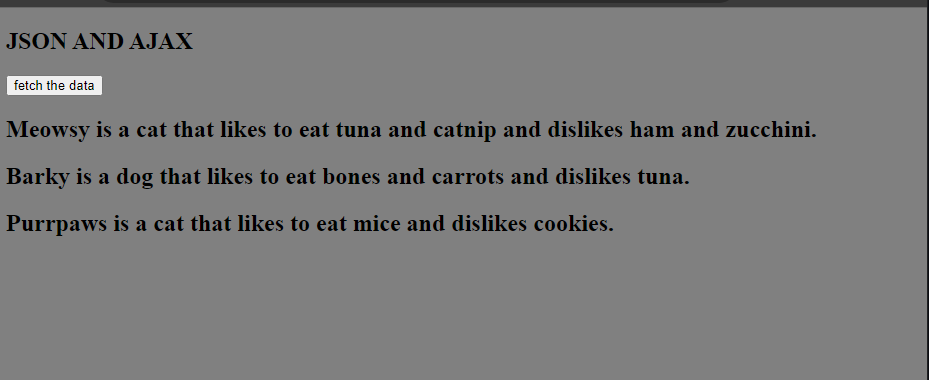 JSON AND AJAX
fetch the data
Meowsy is a cat that likes to eat tuna and catnip and dislikes ham and zucchini.
Barky is a dog that likes to eat bones and carrots and dislikes tuna.
Purrpaws is a cat that likes to eat mice and dislikes cookies.